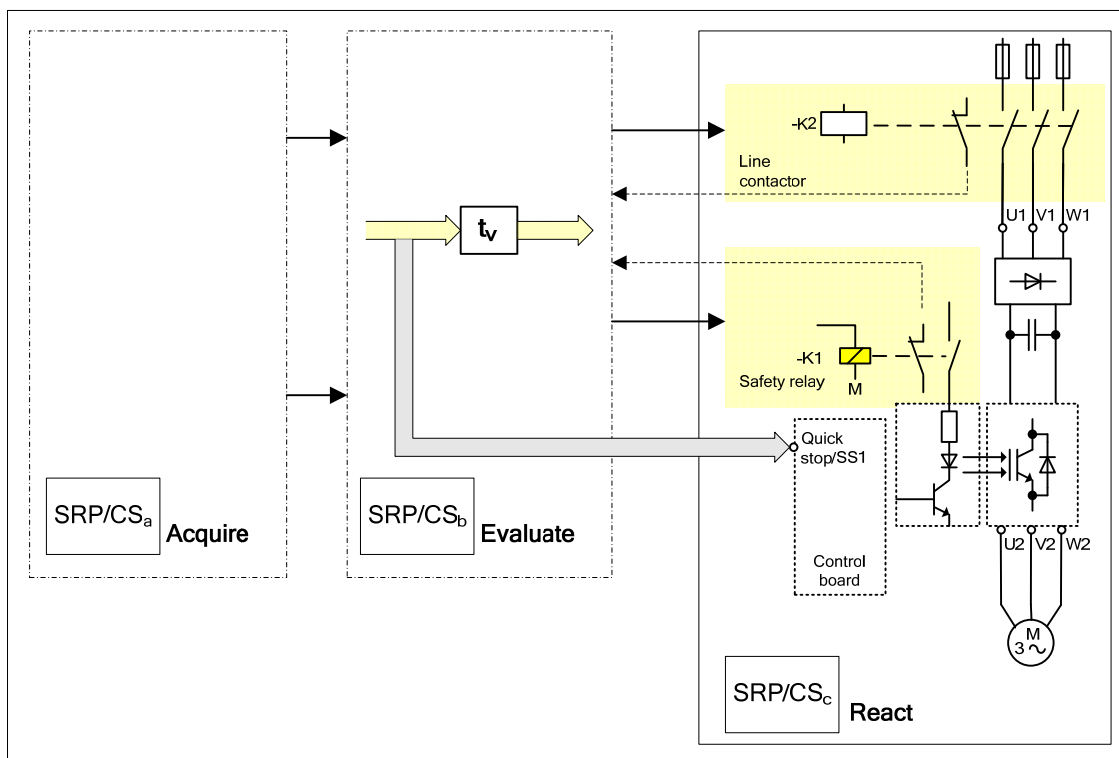 -K2
Line
contactor
U1 V1 W1
tv
-K1
Safety relay
M
Quick
stop/SS1
Control
board
U2 V2 W2
M
3 ~
SRP/CSa Acquire
SRP/CSb Evaluate
SRP/CSc React